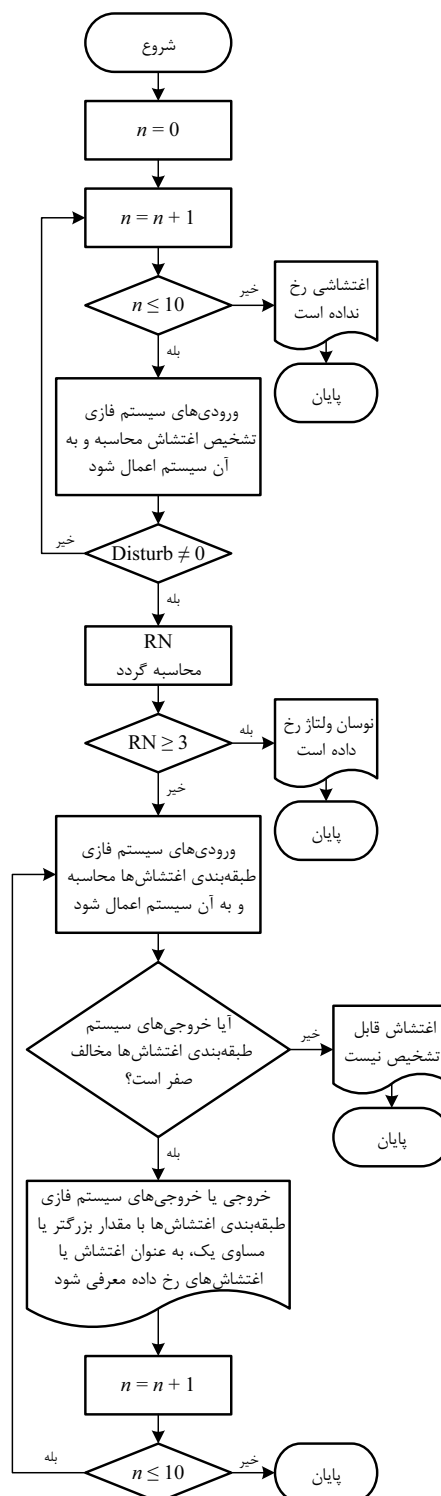 شروع
n = 0
n = n + 1
n ≤ 10
خیر
اغتشاشی رخ
نداده است
پایان
بله
ورودی‌های سیستم فازی
تشخیص اغتشاش محاسبه و به
آن سیستم اعمال شود
خیر
Disturb ≠ 0
بله
RN
محاسبه گردد
RN ≥ 3
بله
نوسان ولتاژ رخ
داده است
پایان
خیر
ورودی‌های سیستم فازی
طبقه‌بندی اغتشاش‌ها محاسبه
و به آن سیستم اعمال شود
آیا خروجی‌های سیستم
طبقه‌بندی اغتشاش‌ها مخالف
صفر است؟
خیر
اغتشاش قابل
تشخیص نیست
پایان
بله
خروجی یا خروجی‌های سیستم فازی
طبقه‌بندی اغتشاش‌ها با مقدار بزرگتر یا
مساوی یک، به عنوان اغتشاش یا
اغتشاش‌های رخ داده معرفی شود
n = n + 1
بله
n ≤ 10
خیر
پایان